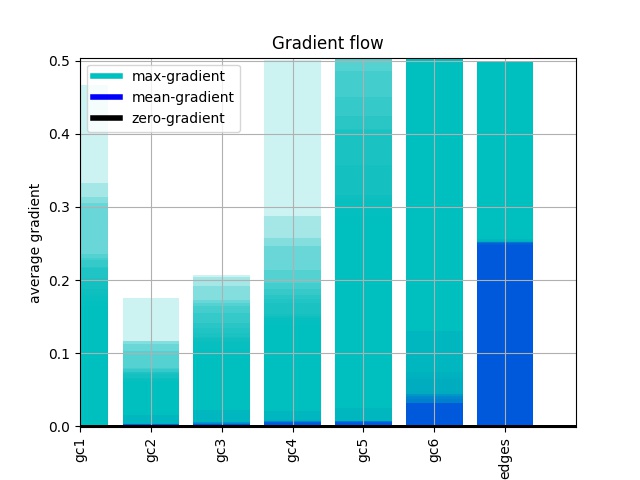 Gradient flow
max-gradient
mean-gradient
zero-gradient
average gradient
0.5
0.4
0.3
0.2
0.1
0.0
gc1
gc2
gc3
gc4
gc5
gc6
edges